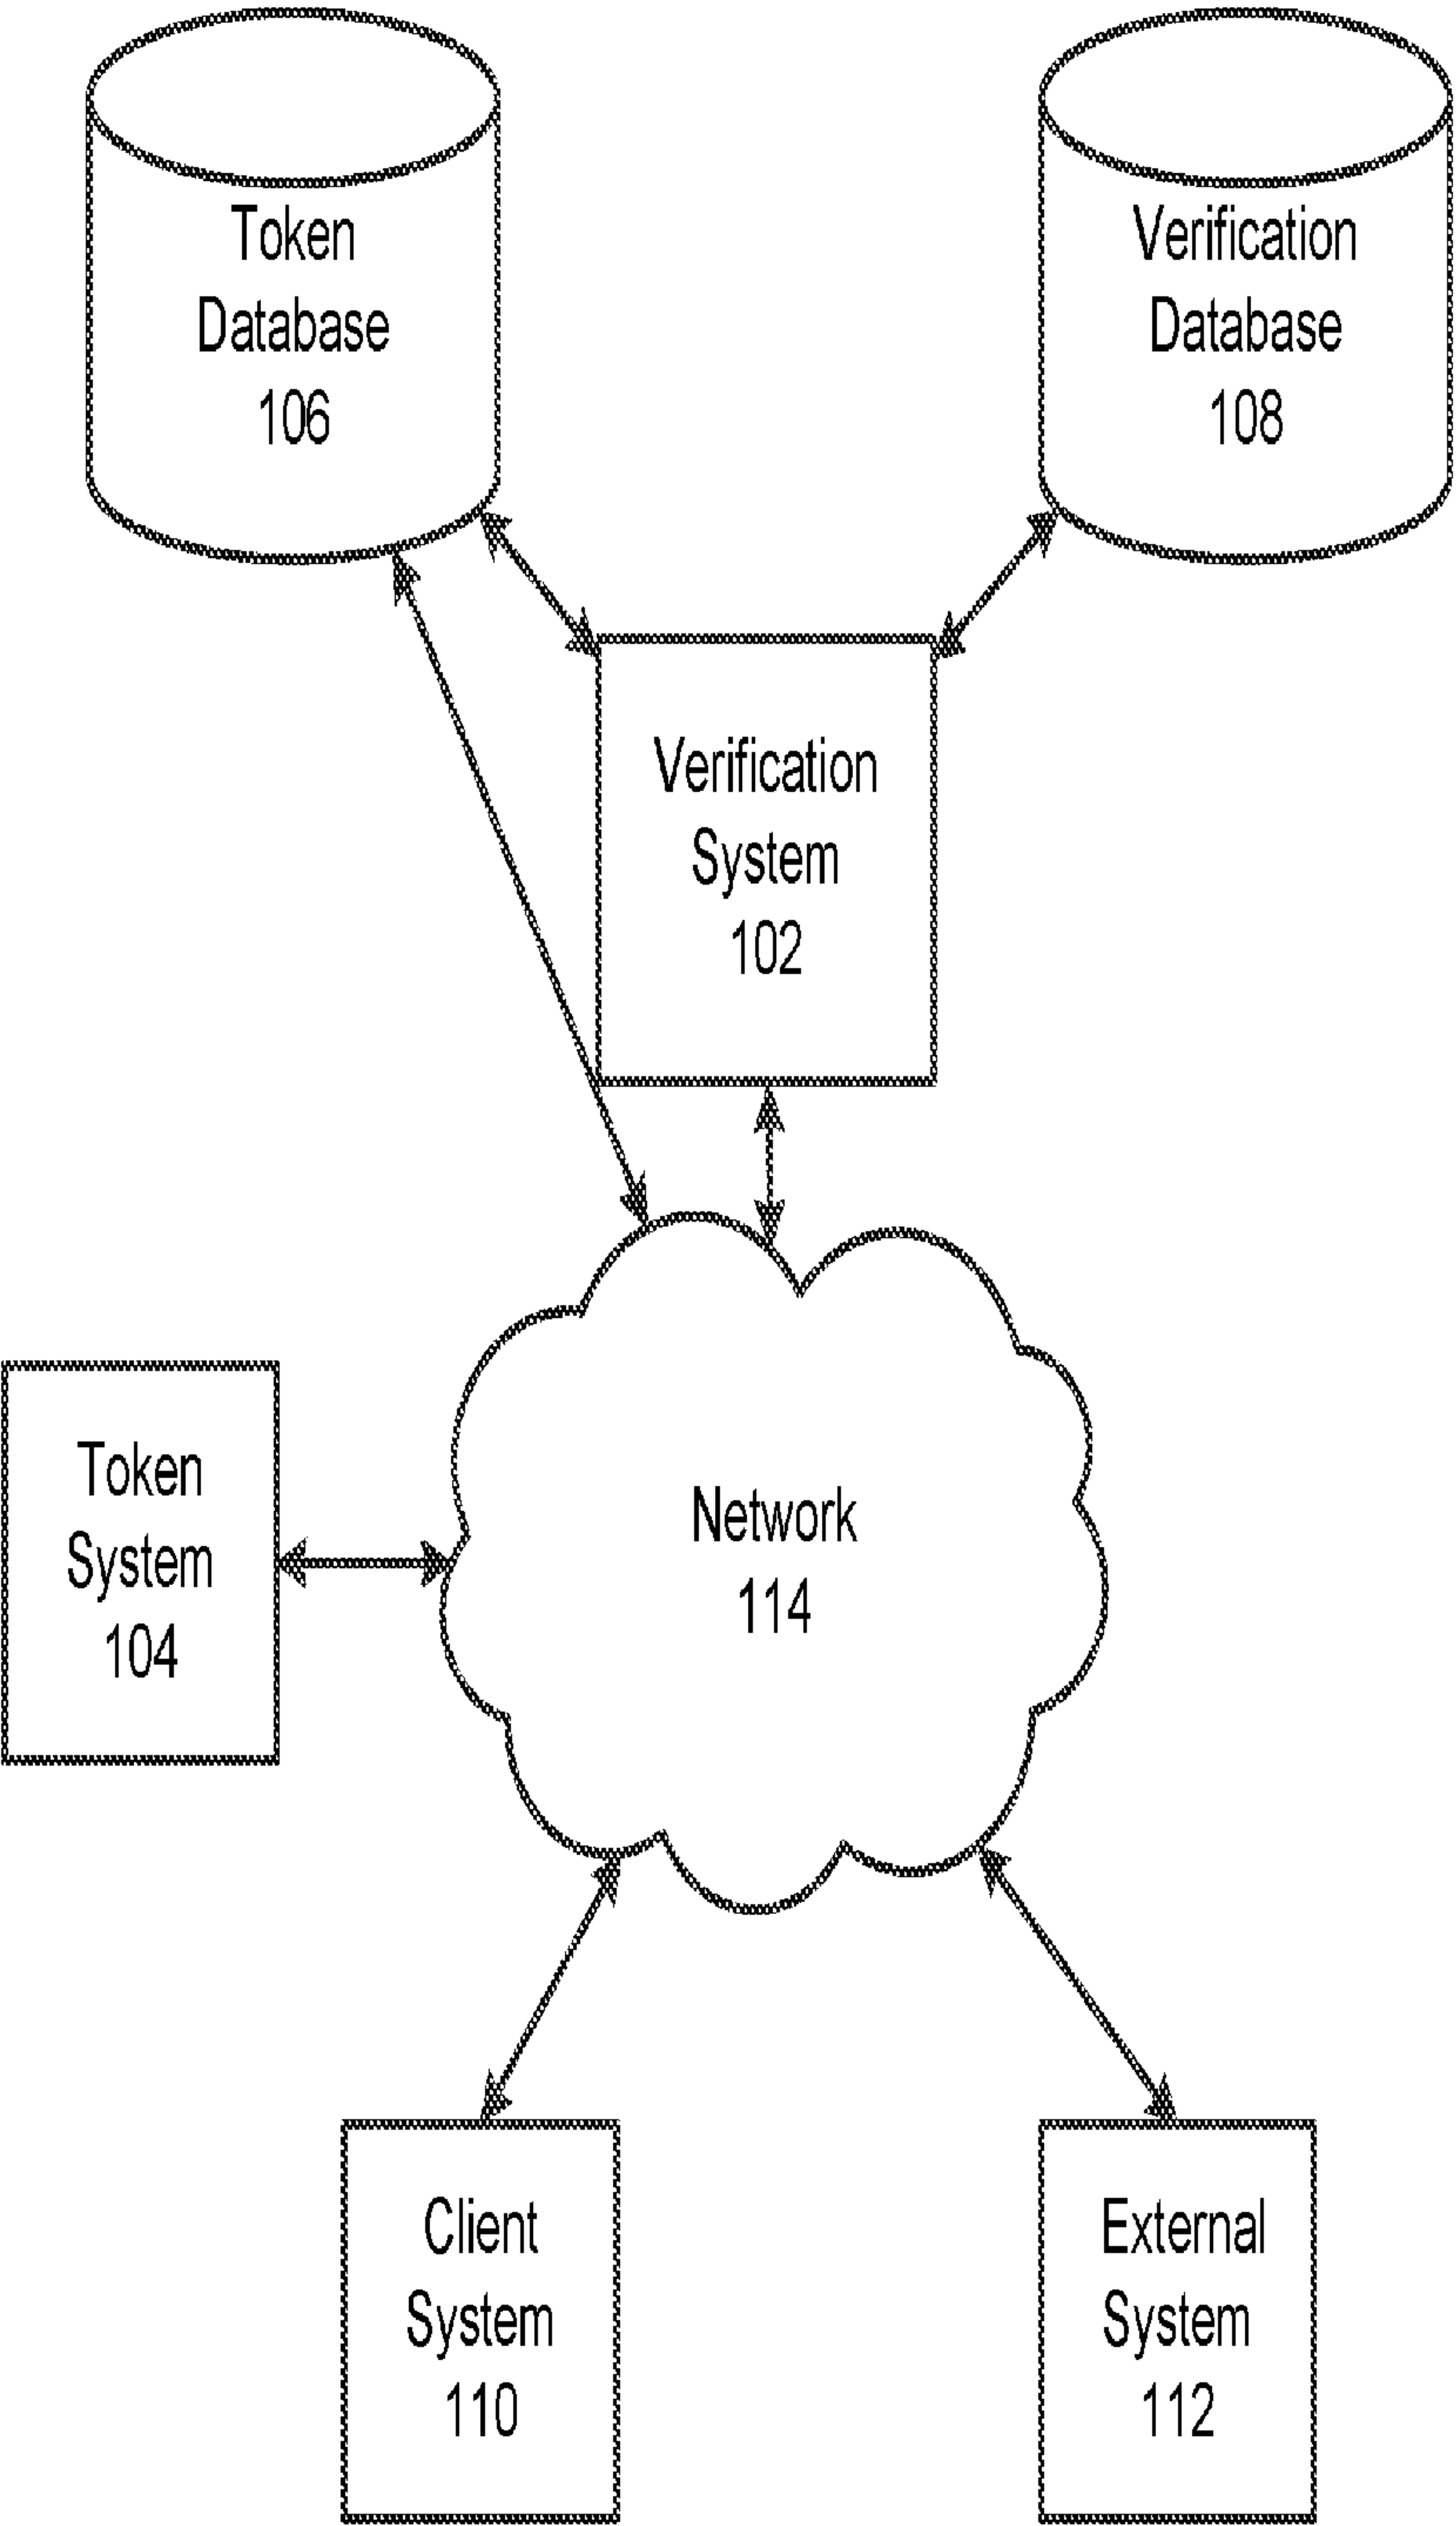 Token
Database
106
Verification
Database
108
Verification
System
102
Token
System
104
Network
114
Client
System
110
External
System
112